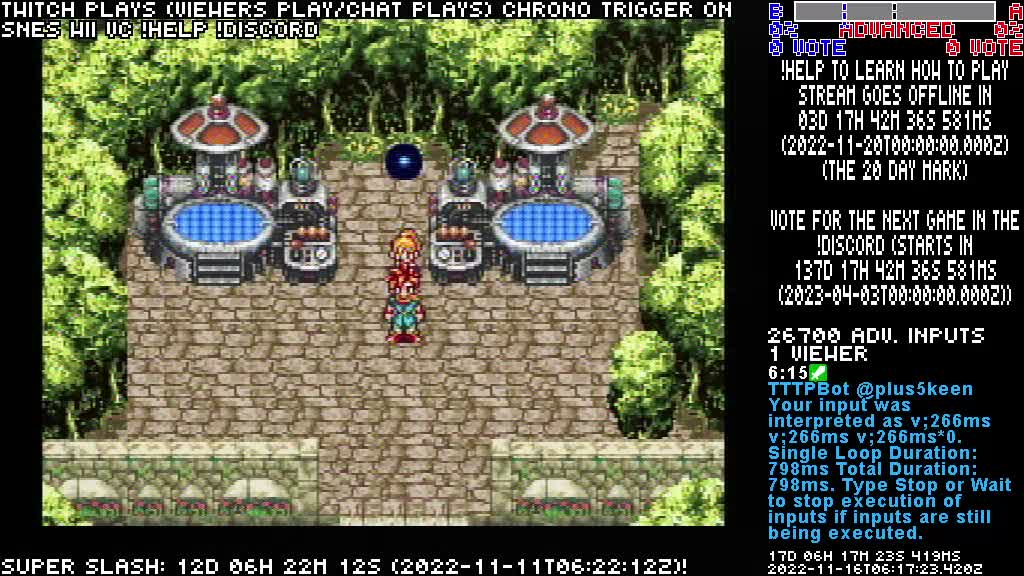 TWITCH PLAYS (VIEWERS PLAY/CHAT PLAYS) CHRONO TRIGGER ON
SNES WII VC !HELP !DISCORD
B A
0% ADVANCED 0%
0 VOTE 0 VOTE
!HELP TO LEARN HOW TO PLAY
STREAM GOES OFFLINE IN
03D 17H 42M 36S 581MS
(2022-11-20T00:00:00.000Z)
(THE 20 DAY MARK)
VOTE FOR THE NEXT GAME IN THE
!DISCORD (STARTS IN
137D 17H 42M 36S 581MS
(2023-04-03T00:00:00.000Z))
26700 ADV. INPUTS
1 VIEWER
6:15
TTTPBot @plus5keen
Your input was
interpreted as v;266ms
v;266ms v;266ms*0.
Single Loop Duration:
798ms Total Duration:
798ms. Type Stop or Wait
to stop execution of
inputs if inputs are still
being executed.
17D 06H 17M 23S 419MS
2022-11-16T06:17:23.420Z
SUPER SLASH: 12D 06H 22M 12S (2022-11-11T06:22:12Z)!